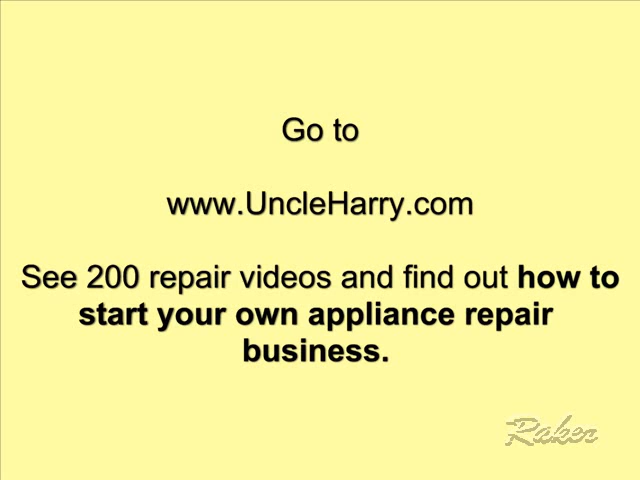 Go to
www.UncleHarry.com
See 200 repair videos and find out how to
start your own appliance repair
business.
Raker